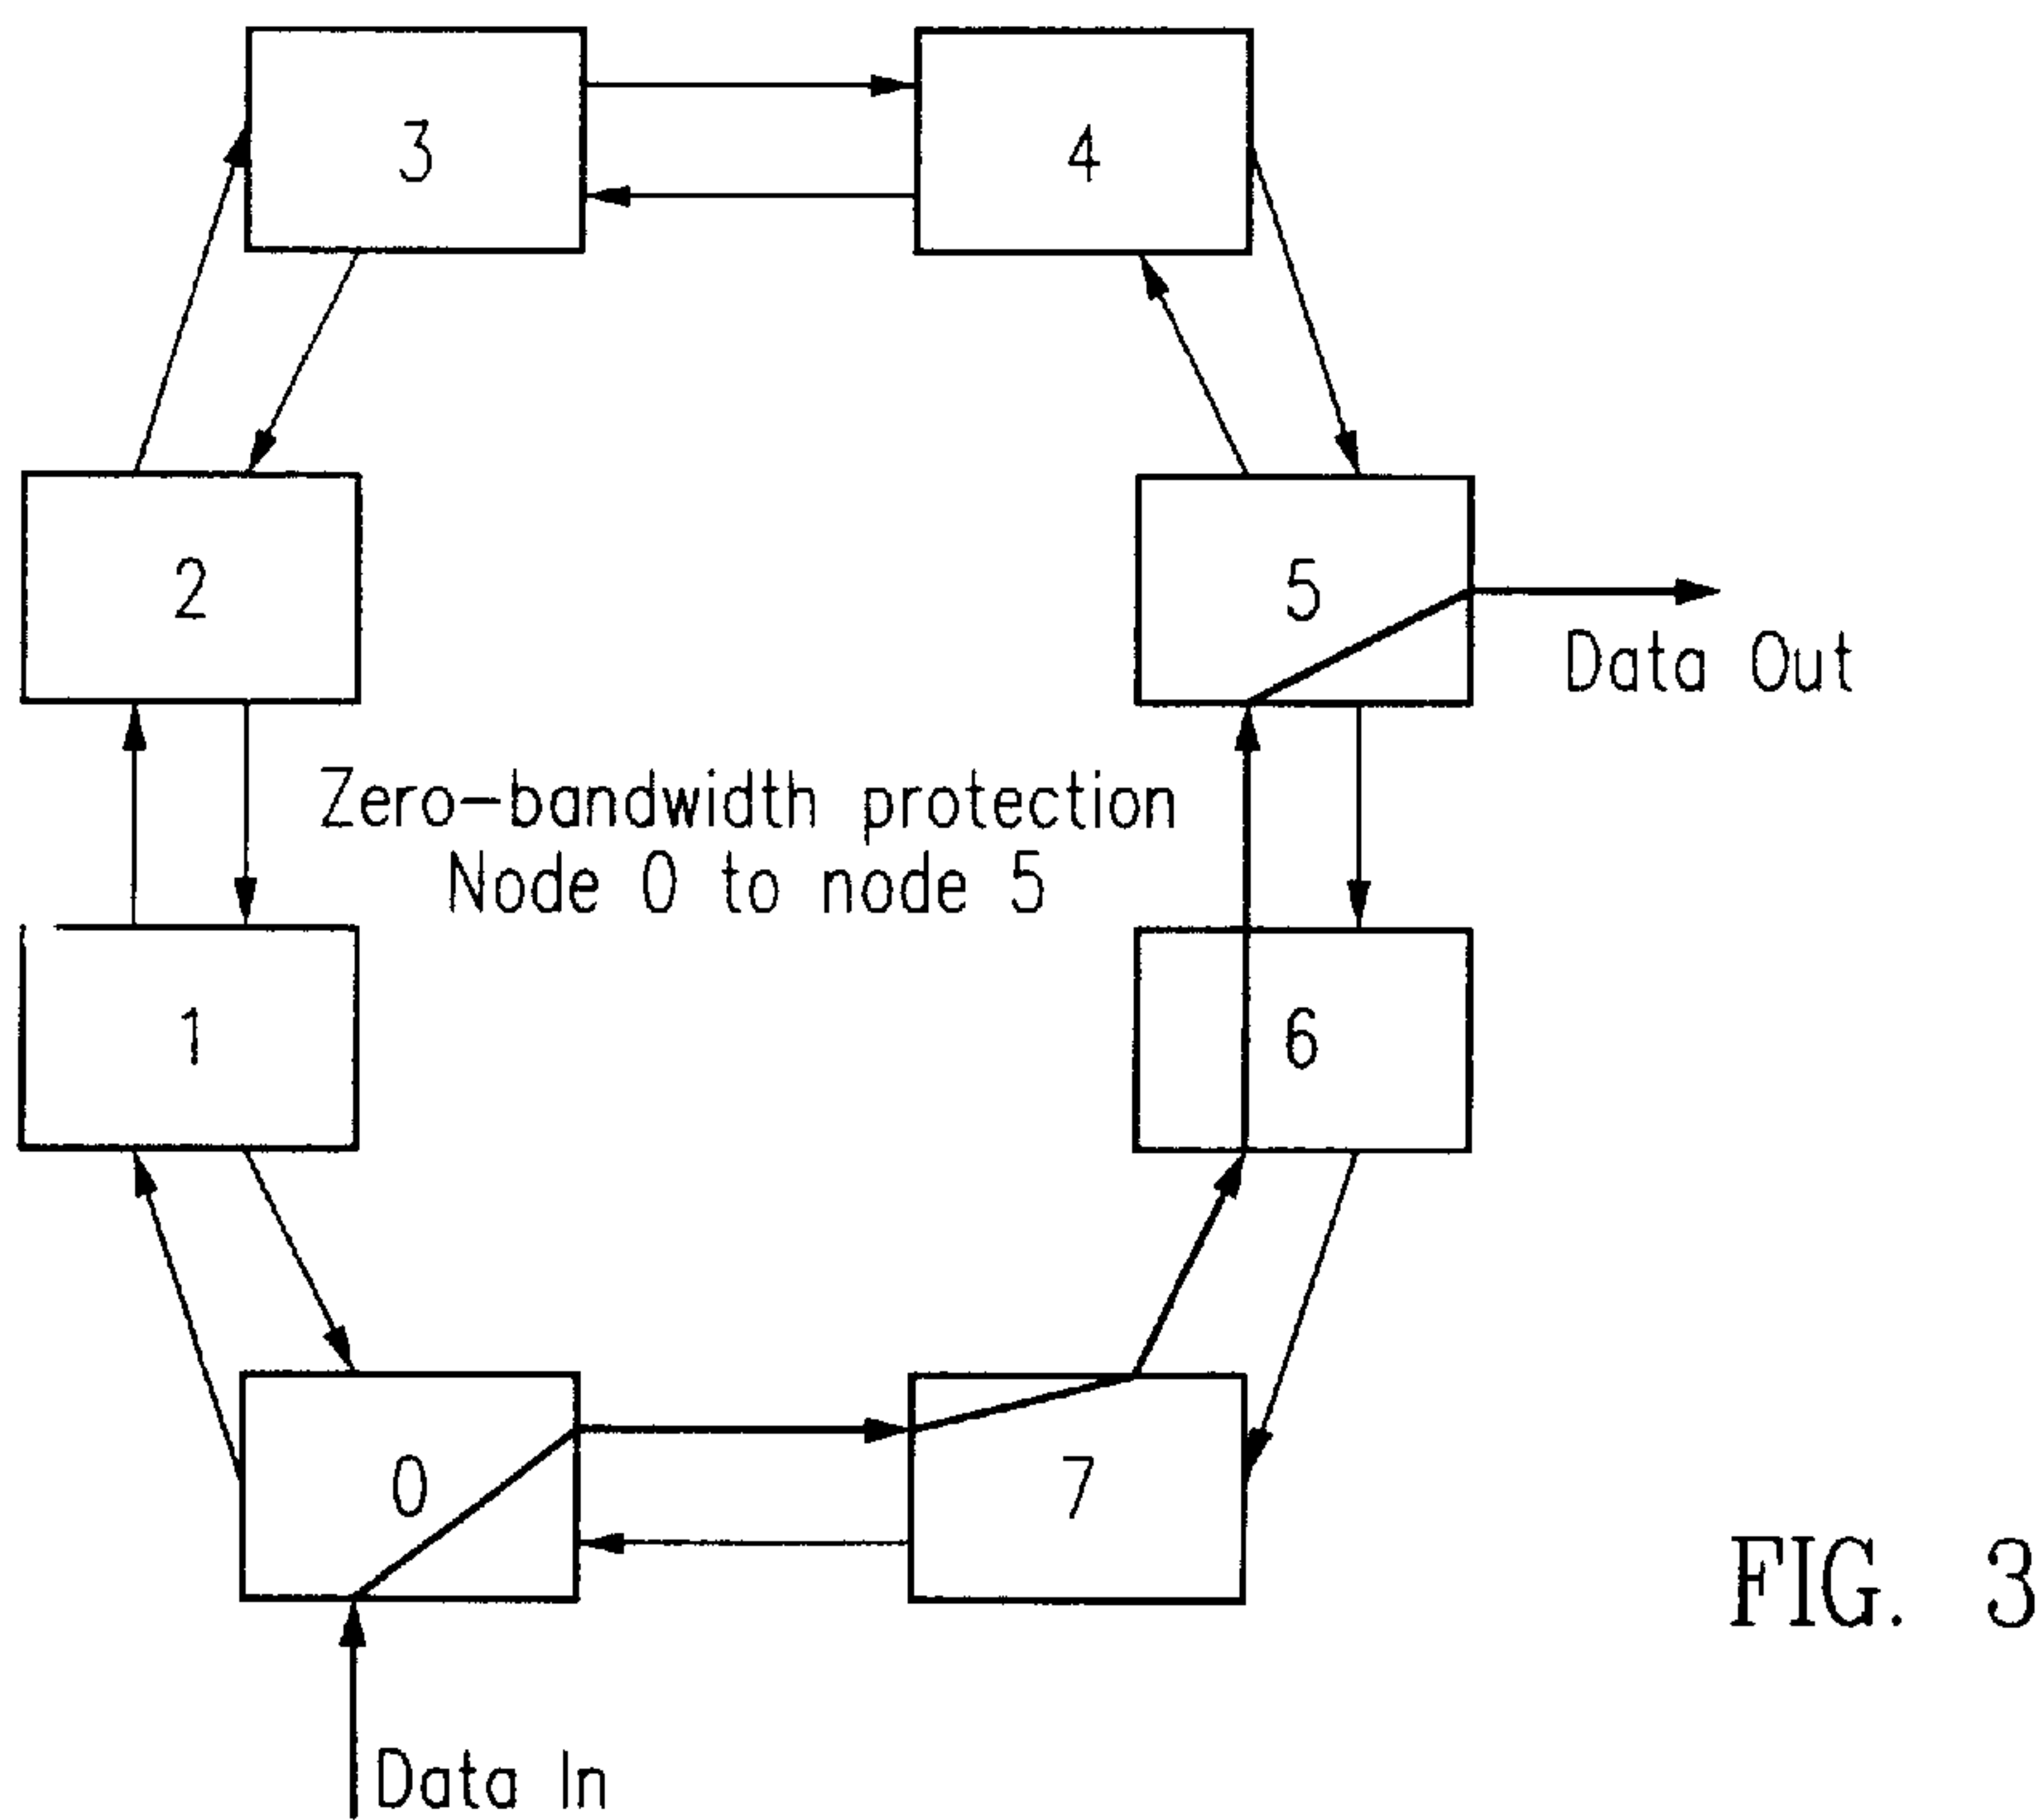 3
4
2
5
Data Out
Zero-bandwidth protection
Node 0 to node 5
1
6
0
7
FIG. 3
Data In